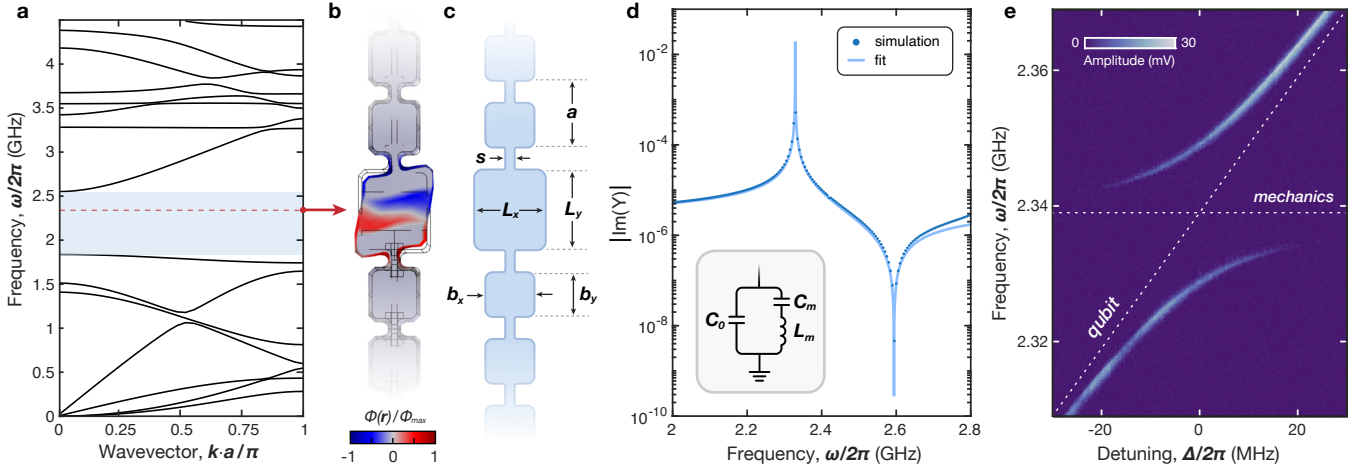 a
b
c
d
e
Frequency, ω/2π (GHz)
4
3.5
3
2.5
2
1.5
1
0.5
0
0
0.25
0.5
0.75
1
Wavevector, k·a/π
Φ(r)/Φmax
-1
0
1
a
s
Lx
Ly
bx
by
|Im(Y)|
10-2
10-4
10-6
10-8
10-10
simulation
fit
C0
Cm
Lm
2
2.2
2.4
2.6
2.8
Frequency, ω/2π (GHz)
Frequency, ω/2π (GHz)
2.36
2.34
2.32
0
30
Amplitude (mV)
mechanics
qubit
-20
0
20
Detuning, Δ/2π (MHz)